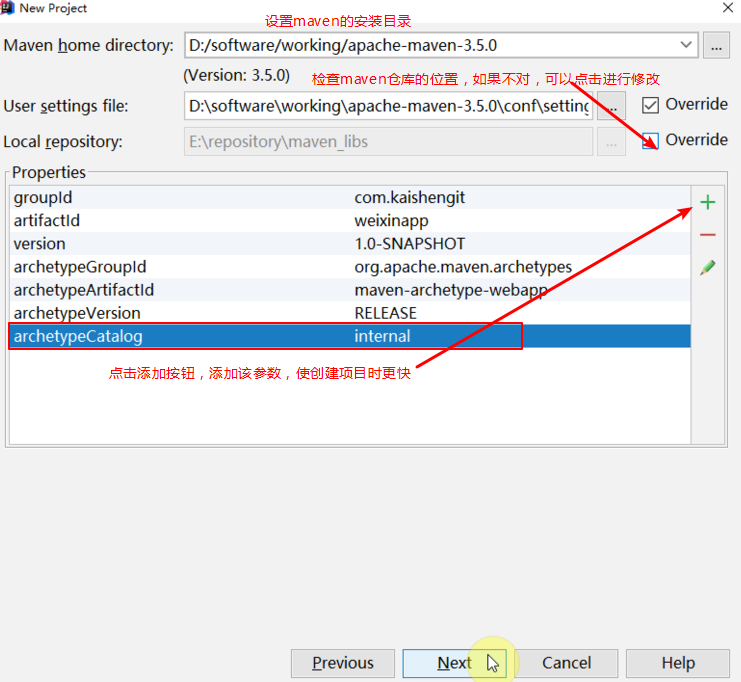 New Project
设置maven的安装目录
Maven home directory: D:/software/working/apache-maven-3.5.0 ...
(Version: 3.5.0) 检查maven仓库的位置，如果不对，可以点击进行修改
User settings file: D:\software\working\apache-maven-3.5.0\conf\setting ... Override
Local repository: E:\repository\maven_libs ... Override
Properties
groupId com.kaishengit
artifactId weixinapp
version 1.0-SNAPSHOT
archetypeGroupId org.apache.maven.archetypes
archetypeArtifactId maven-archetype-webapp
archetypeVersion RELEASE
archetypeCatalog internal
点击添加按钮，添加该参数，使创建项目时更快
Previous Next Cancel Help